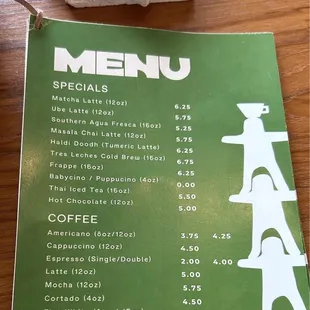 MENU
SPECIALS
Matcha Latte (12oz) 6.25
Ube Latte (12oz) 5.75
Southern Agua Fresca (16oz) 5.25
Masala Chai Latte (12oz) 5.75
Haldi Doodh (Tumeric Latte) 6.25
Tres Leches Cold Brew (16oz) 6.75
Frappe (16oz) 6.25
Babycino / Puppucino (4oz) 0.00
Thai Iced Tea (16oz) 5.50
Hot Chocolate (12oz) 5.00
COFFEE
Americano (8oz/12oz) 3.75 4.25
Cappuccino (12oz) 4.50
Espresso (Single/Double) 2.00 4.00
Latte (12oz) 5.00
Mocha (12oz) 5.75
Cortado (4oz) 4.50